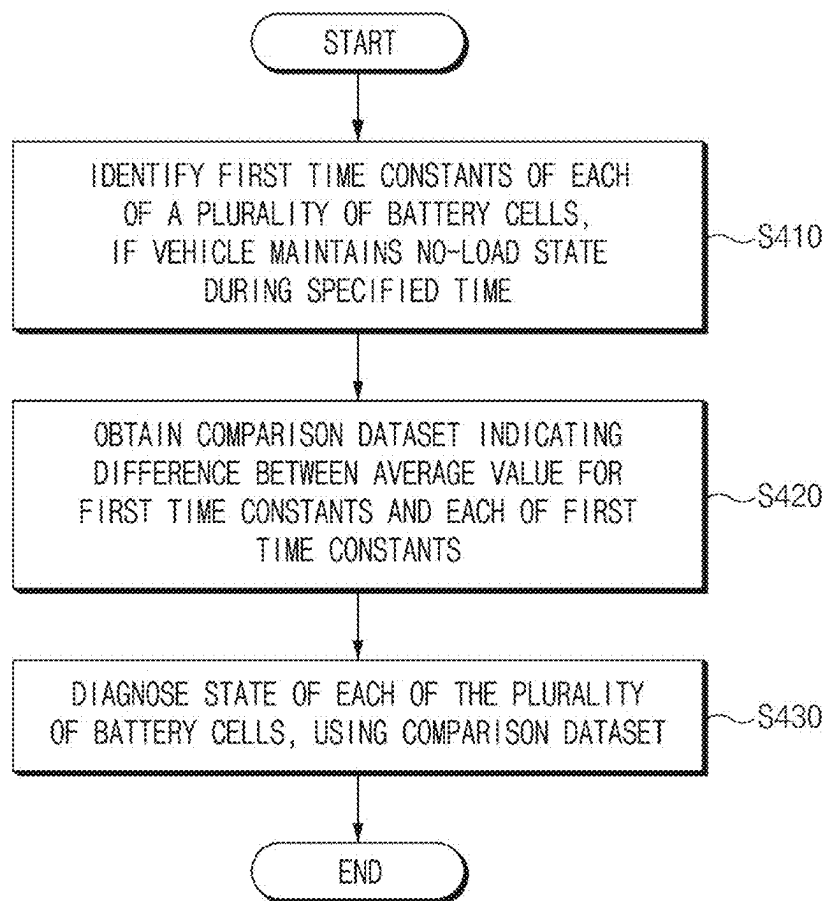 START
IDENTIFY FIRST TIME CONSTANTS OF EACH
OF A PLURALITY OF BATTERY CELLS,
IF VEHICLE MAINTAINS NO-LOAD STATE
DURING SPECIFIED TIME
S410
OBTAIN COMPARISON DATASET INDICATING
DIFFERENCE BETWEEN AVERAGE VALUE FOR
FIRST TIME CONSTANTS AND EACH OF FIRST
TIME CONSTANTS
S420
DIAGNOSE STATE OF EACH OF THE PLURALITY
OF BATTERY CELLS, USING COMPARISON DATASET
S430
END